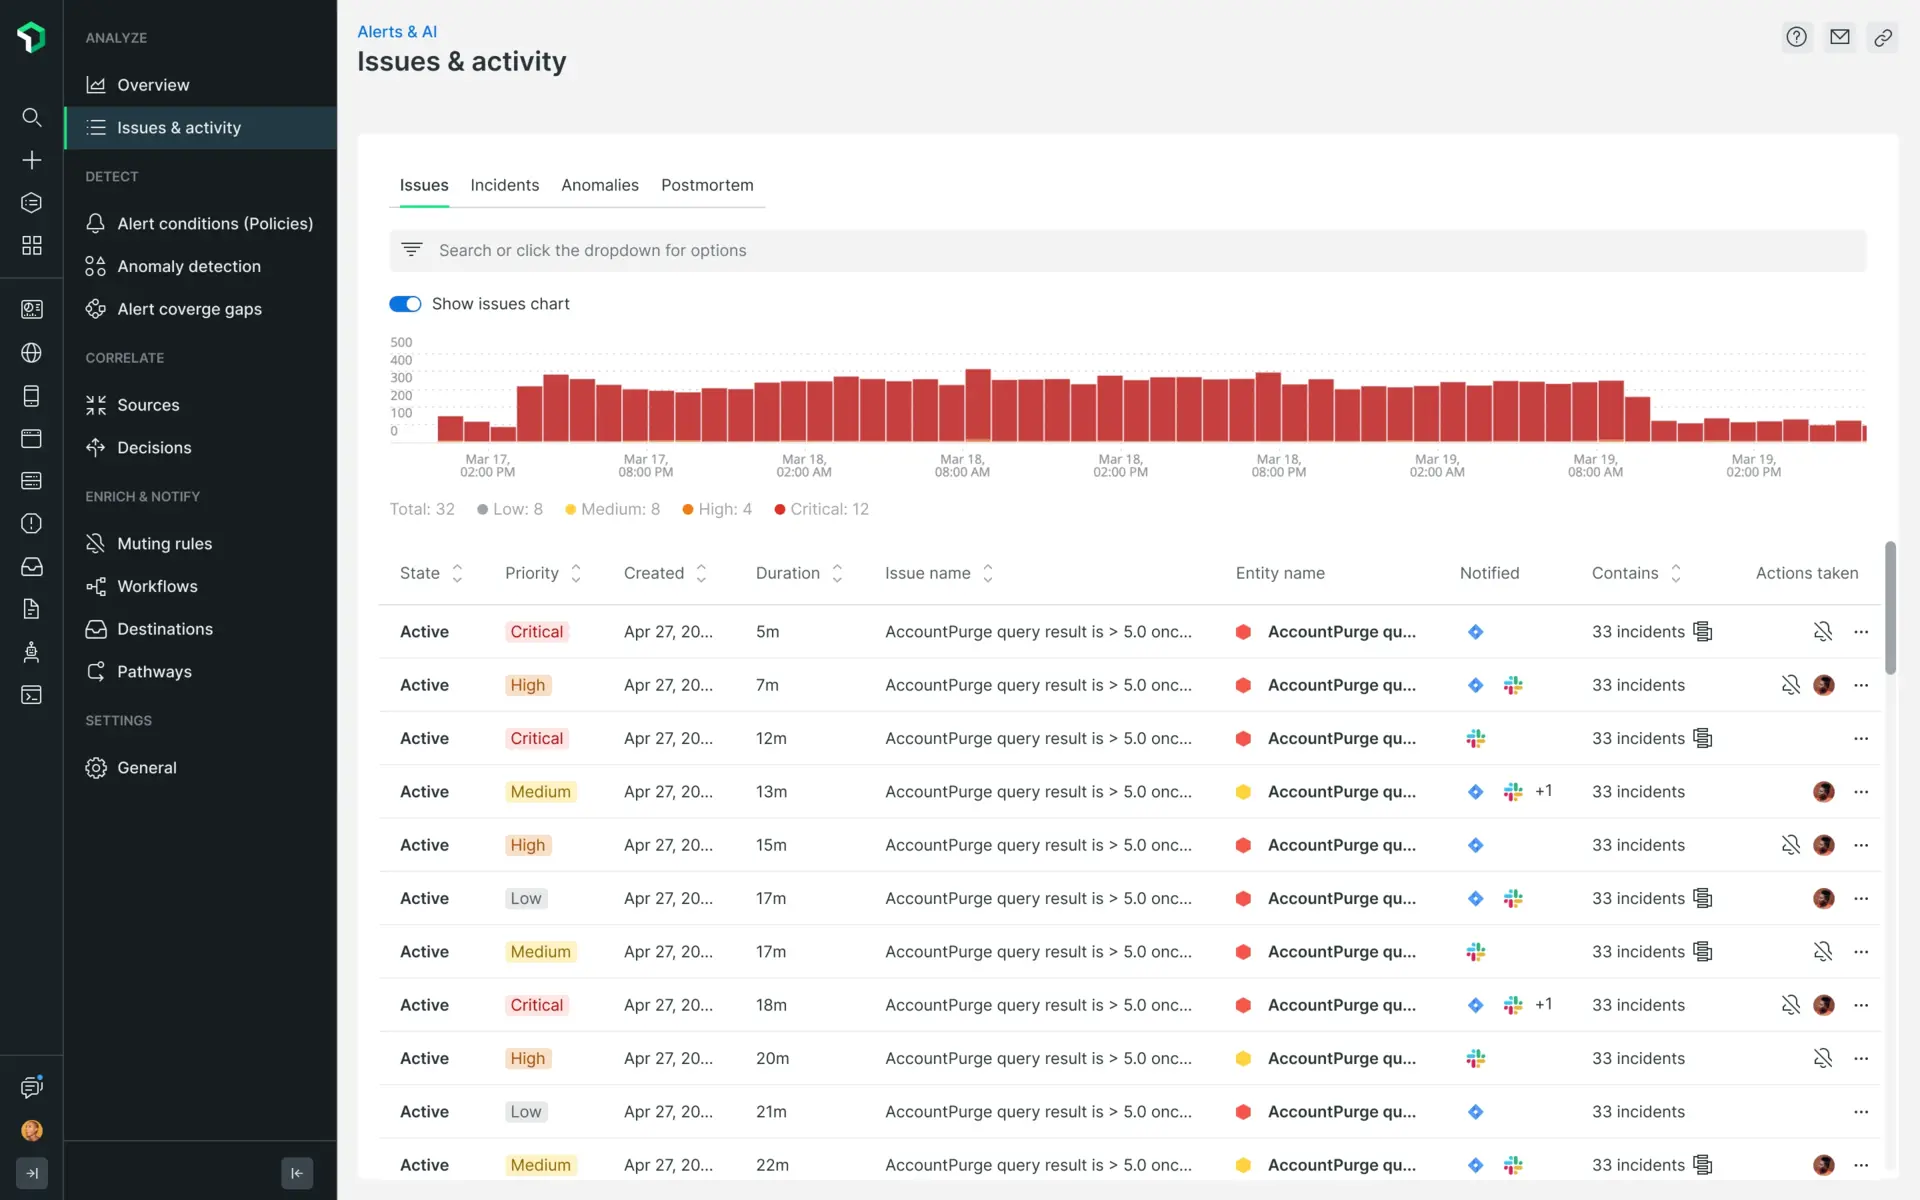 ANALYZE
Overview
Issues & activity
DETECT
Alert conditions (Policies)
Anomaly detection
Alert coverge gaps
CORRELATE
Sources
Decisions
ENRICH & NOTIFY
Muting rules
Workflows
Destinations
Pathways
SETTINGS
General
Alerts & AI
Issues & activity
Issues Incidents Anomalies Postmortem
Search or click the dropdown for options
Show issues chart
500
400
300
200
100
0
Mar 17, 02:00 PM
Mar 17, 08:00 PM
Mar 18, 02:00 AM
Mar 18, 08:00 AM
Mar 18, 02:00 PM
Mar 18, 08:00 PM
Mar 19, 02:00 AM
Mar 19, 08:00 AM
Mar 19, 02:00 PM
Total: 32 Low: 8 Medium: 8 High: 4 Critical: 12
State Priority Created Duration Issue name Entity name Notified Contains Actions taken
Active Critical Apr 27, 20... 5m AccountPurge query result is > 5.0 onc... AccountPurge qu... 33 incidents
Active High Apr 27, 20... 7m AccountPurge query result is > 5.0 onc... AccountPurge qu... 33 incidents
Active Critical Apr 27, 20... 12m AccountPurge query result is > 5.0 onc... AccountPurge qu... 33 incidents
Active Medium Apr 27, 20... 13m AccountPurge query result is > 5.0 onc... AccountPurge qu... +1 33 incidents
Active High Apr 27, 20... 15m AccountPurge query result is > 5.0 onc... AccountPurge qu... 33 incidents
Active Low Apr 27, 20... 17m AccountPurge query result is > 5.0 onc... AccountPurge qu... 33 incidents
Active Medium Apr 27, 20... 17m AccountPurge query result is > 5.0 onc... AccountPurge qu... 33 incidents
Active Critical Apr 27, 20... 18m AccountPurge query result is > 5.0 onc... AccountPurge qu... +1 33 incidents
Active High Apr 27, 20... 20m AccountPurge query result is > 5.0 onc... AccountPurge qu... 33 incidents
Active Low Apr 27, 20... 21m AccountPurge query result is > 5.0 onc... AccountPurge qu... 33 incidents
Active Medium Apr 27, 20... 22m AccountPurge query result is > 5.0 onc... AccountPurge qu... 33 incidents